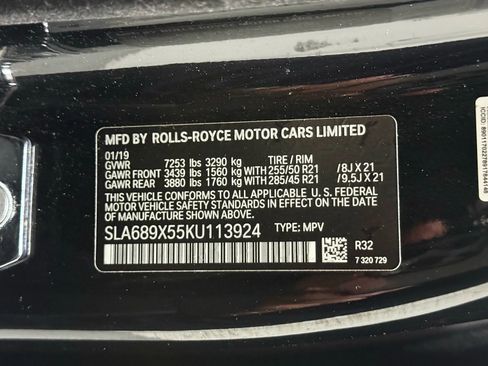 MFD BY ROLLS-ROYCE MOTOR CARS LIMITED
01/19
GVWR 7253 lbs 3290 kg TIRE / RIM
GAWR FRONT 3439 lbs 1560 kg ↔ 255/50 R21 /8J X 21
GAWR REAR 3880 lbs 1760 kg ↔ 285/45 R21 /9.5J X 21
THIS VEHICLE CONFORMS TO ALL APPLICABLE U. S. FEDERAL
MOTOR VEHICLE SAFETY STANDARDS IN EFFECT ON THE DATE
OF MANUFACTURE SHOWN ABOVE.
SLA689X55KU113924 TYPE: MPV
R32
7 320 729